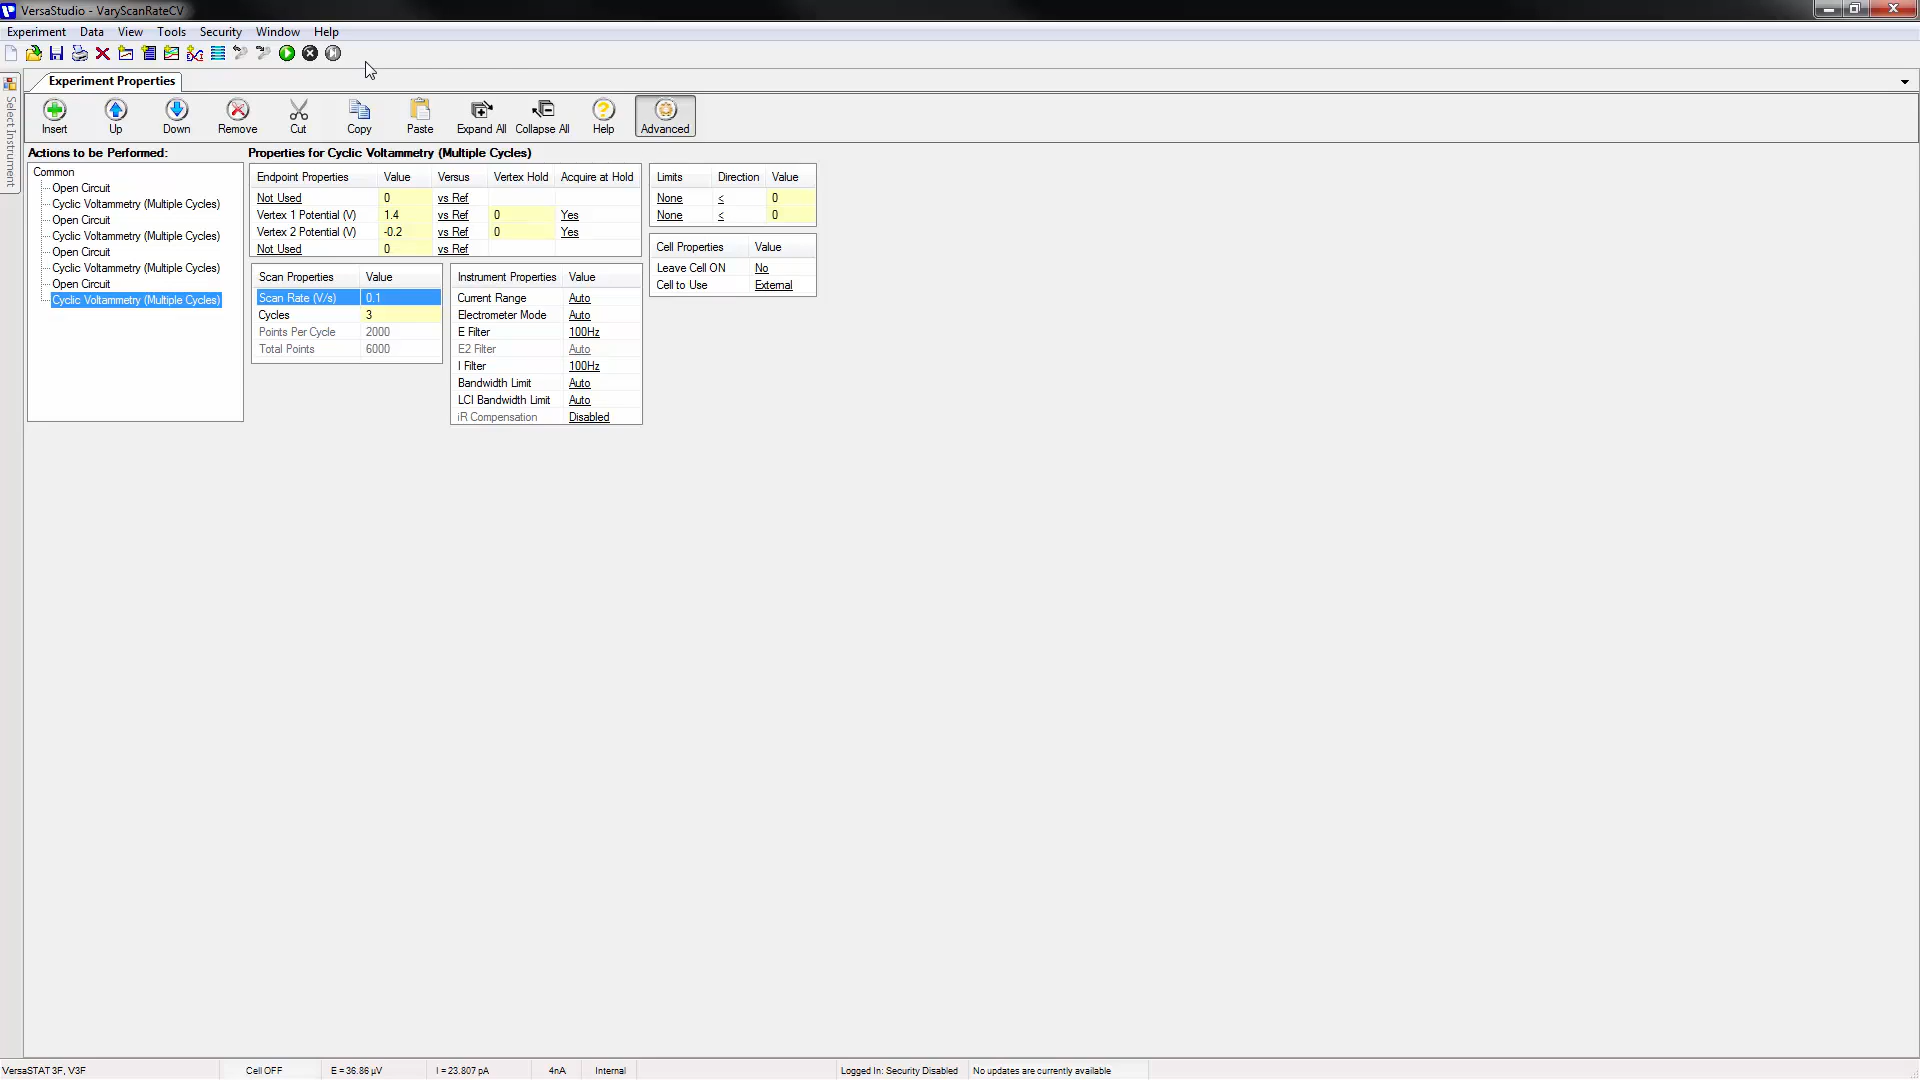 VersaStudio - VaryScanRateCV
Experiment Data View Tools Security Window Help
Experiment Properties
Select Instrument
Insert Up Down Remove Cut Copy Paste Expand All Collapse All Help Advanced
Actions to be Performed:
Common
Open Circuit
Cyclic Voltammetry (Multiple Cycles)
Open Circuit
Cyclic Voltammetry (Multiple Cycles)
Open Circuit
Cyclic Voltammetry (Multiple Cycles)
Open Circuit
Cyclic Voltammetry (Multiple Cycles)
Properties for Cyclic Voltammetry (Multiple Cycles)
Endpoint Properties Value Versus Vertex Hold Acquire at Hold
Not Used 0 vs Ref
Vertex 1 Potential (V) 1.4 vs Ref 0 Yes
Vertex 2 Potential (V) -0.2 vs Ref 0 Yes
Not Used 0 vs Ref
Scan Properties Value
Scan Rate (V/s) 0.1
Cycles 3
Points Per Cycle 2000
Total Points 6000
Instrument Properties Value
Current Range Auto
Electrometer Mode Auto
E Filter 100Hz
E2 Filter Auto
I Filter 100Hz
Bandwidth Limit Auto
LCI Bandwidth Limit Auto
iR Compensation Disabled
Limits Direction Value
None < 0
None < 0
Cell Properties Value
Leave Cell ON No
Cell to Use External
VersaSTAT 3F, V3F Cell OFF E = 36.86 µV I = 23.807 pA 4nA Internal Logged In: Security Disabled No updates are currently available